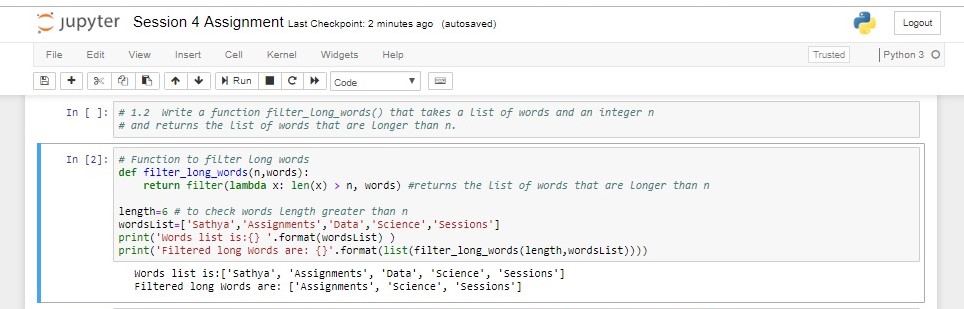 jupyter Session 4 Assignment Last Checkpoint: 2 minutes ago (autosaved) Logout
File Edit View Insert Cell Kernel Widgets Help Trusted Python 3
Run Code
In [ ]: # 1.2 Write a function filter_long_words() that takes a list of words and an integer n
# and returns the list of words that are longer than n.
In [2]: # Function to filter long words
def filter_long_words(n,words):
return filter(lambda x: len(x) > n, words) #returns the list of words that are longer than n
length=6 # to check words length greater than n
wordsList=['Sathya','Assignments','Data','Science','Sessions']
print('Words list is:{} '.format(wordsList) )
print('Filtered long Words are: {}'.format(list(filter_long_words(length,wordsList))))
Words list is:['Sathya', 'Assignments', 'Data', 'Science', 'Sessions']
Filtered long Words are: ['Assignments', 'Science', 'Sessions']